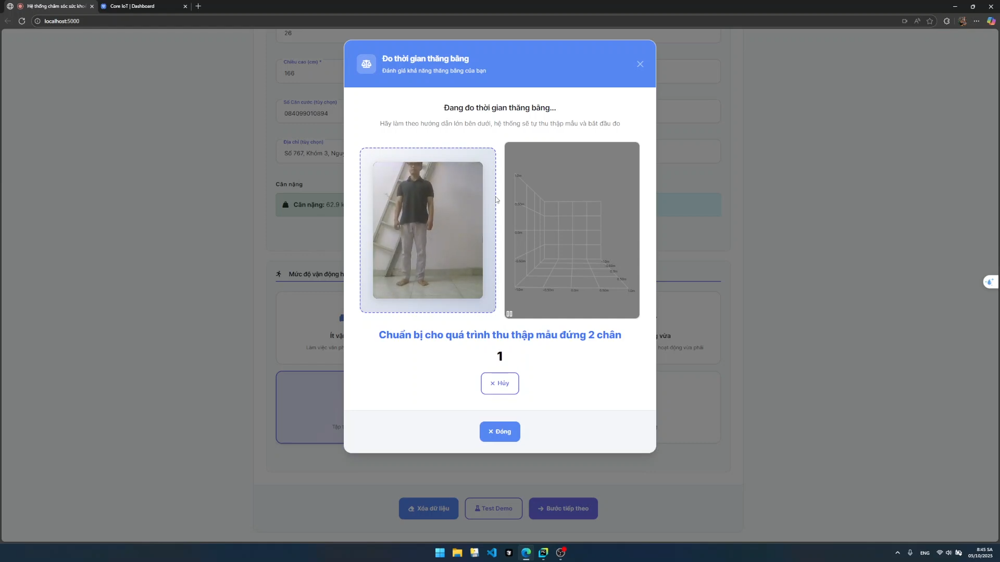 Hệ thống chăm sóc sức kho
Core IoT | Dashboard
localhost:5000
26
Chiều cao (cm) *
166
Số Căn cước (tùy chọn)
084099010894
Địa chỉ (tùy chọn)
Số 767, Khóm 3, Nguy
Cân nặng
Cân nặng: 62.9 k
Mức độ vận động h
Ít vậ
Làm việc văn ph
g vừa
hoạt động vừa phải
Tập t
Đo thời gian thăng bằng
Đánh giá khả năng thăng bằng của bạn
Đang đo thời gian thăng bằng...
Hãy làm theo hướng dẫn lớn bên dưới, hệ thống sẽ tự thu thập mẫu và bắt đầu đo
1.0m
0.50m
0.0m
-0.50m
-1.0m
-0.50m
0.0m
0.50m
1.0m
-1.0m
-0.50m
0.0m
0.50m
Chuẩn bị cho quá trình thu thập mẫu đứng 2 chân
1
Hủy
Đóng
Xóa dữ liệu
Test Demo
Bước tiếp theo
ENG
8:45 SA
05/10/2025